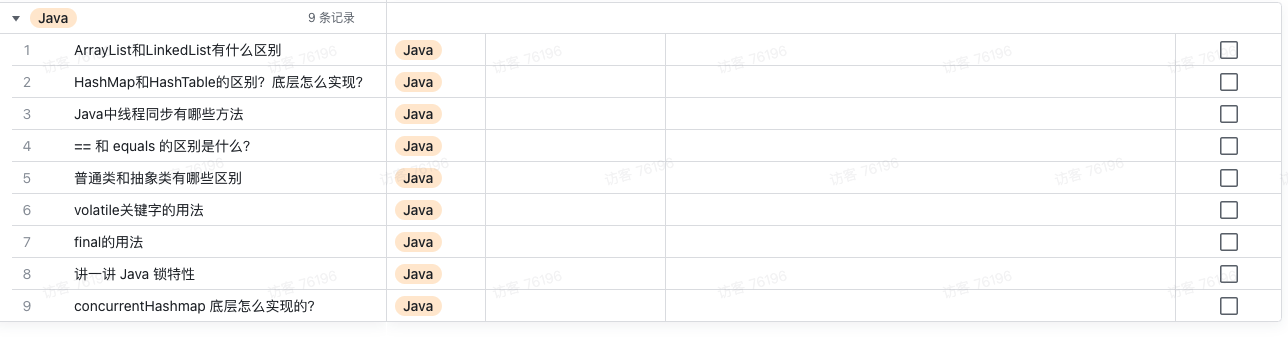 Java 9 条记录
1 ArrayList和LinkedList有什么区别 Java
2 HashMap和HashTable的区别？底层怎么实现? Java
3 Java中线程同步有哪些方法 Java
4 == 和 equals 的区别是什么? Java
5 普通类和抽象类有哪些区别 Java
6 volatile关键字的用法 Java
7 final的用法 Java
8 讲一讲 Java 锁特性 Java
9 concurrentHashmap 底层怎么实现的? Java
访客 76196